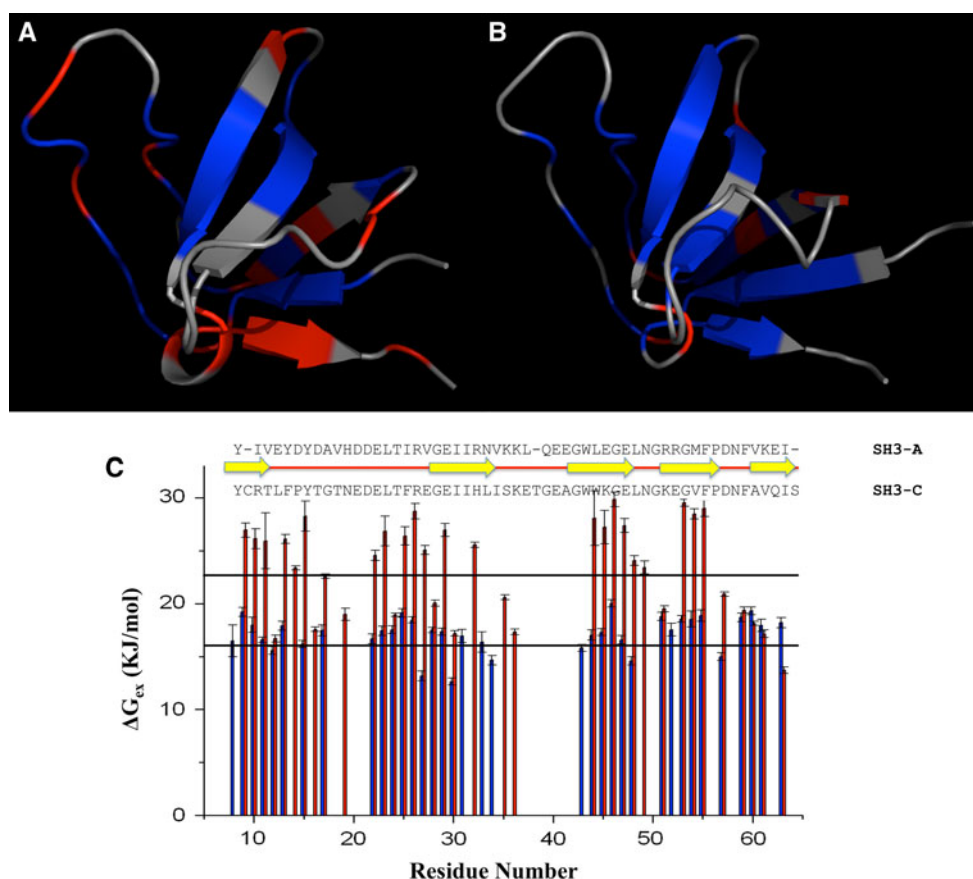 A
B
C
Y-IVEYDYDAVHDDELTIRVGEIIRNVKKL-QEEGWLEGELNGRRGMFPDNFVKEI- SH3-A
YCRTLFPYTGTNEDELTFREGEIIHLISKETGEAGWWKGELNGKEGVFPDNFAVQIS SH3-C
30
20
10
0
ΔGex (KJ/mol)
10 20 30 40 50 60
Residue Number